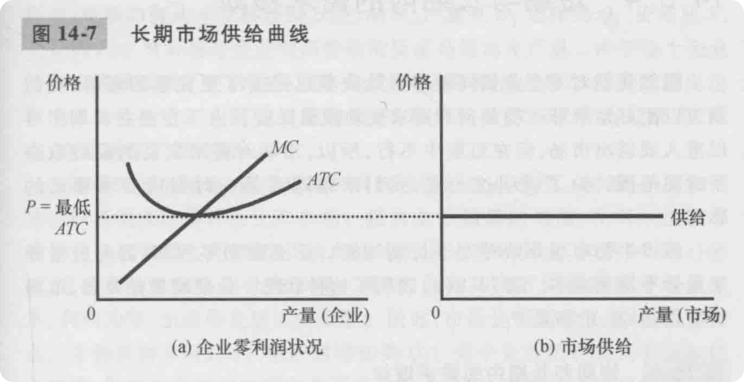 图 14-7 长期市场供给曲线
价格
MC
ATC
P = 最低
ATC
0
产量 (企业)
(a) 企业零利润状况
价格
供给
0
产量 (市场)
(b) 市场供给